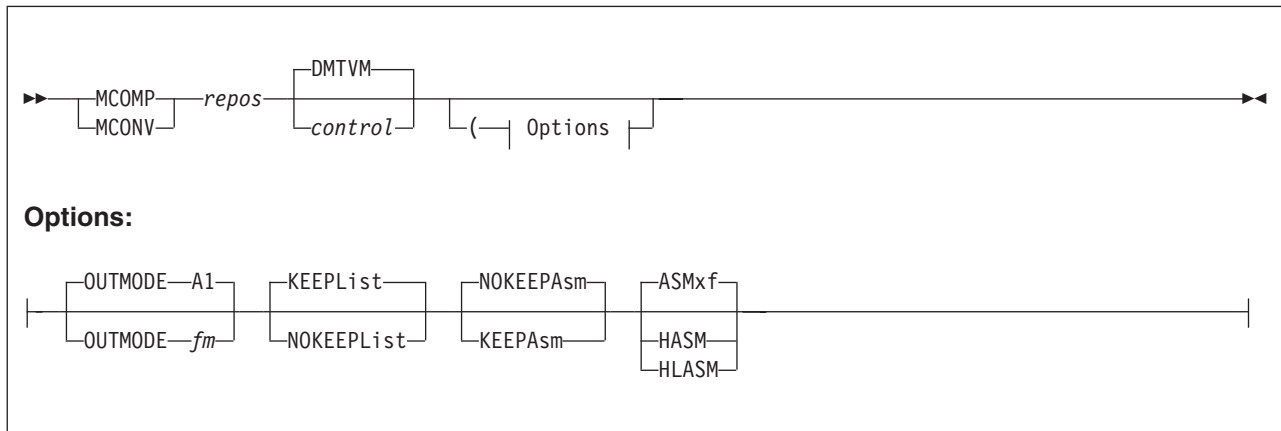 DMTVM
MCOMP repos
MCONV control ( Options
Options:
OUTMODE A1 KEEPList NOKEEPAsm ASMxf
OUTMODE fm NOKEEPList KEEPAsm HASM
HLASM